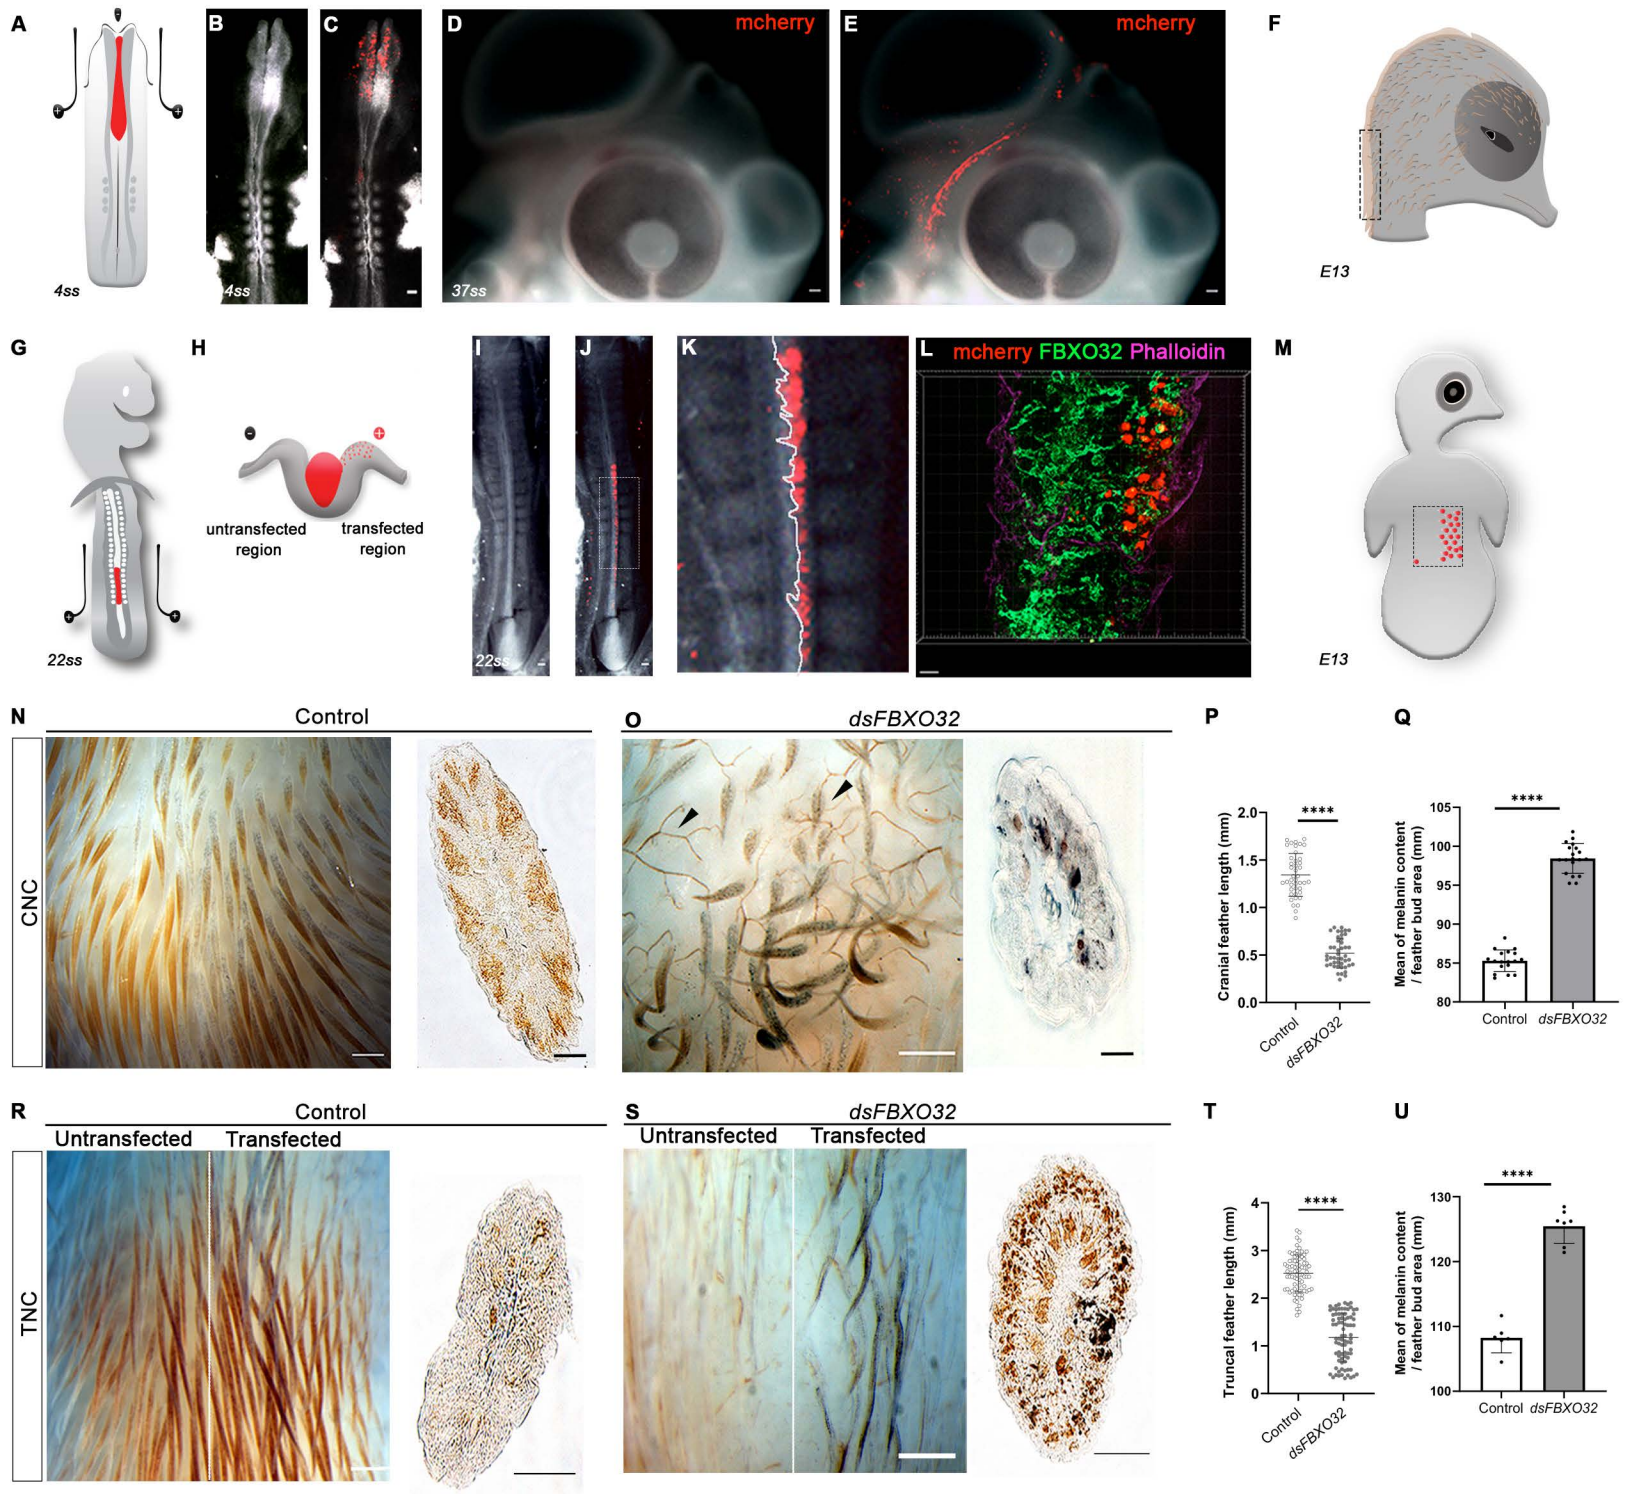 A
4ss
B
4ss
C
D
mcherry
37ss
E
mcherry
F
E13
G
22ss
H
-
+
untransfected
region
transfected
region
I
22ss
J
K
L
mcherry FBXO32 Phalloidin
M
E13
N
Control
CNC
O
dsFBXO32
P
Cranial feather length (mm)
2.0
1.5
1.0
0.5
0.0
****
Control
dsFBXO32
Q
Mean of melanin content
/ feather bud area (mm)
105
100
95
90
85
80
****
Control
dsFBXO32
R
Control
Untransfected
Transfected
TNC
S
dsFBXO32
Untransfected
Transfected
T
Truncal feather length (mm)
4
3
2
1
0
****
Control
dsFBXO32
U
Mean of melanin content
/ feather bud area (mm)
130
120
110
100
****
Control
dsFBXO32